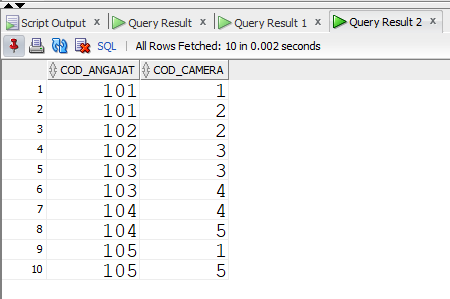 Script Output x Query Result x Query Result 1 x Query Result 2 x
SQL | All Rows Fetched: 10 in 0.002 seconds
COD_ANGAJAT COD_CAMERA
1 101 1
2 101 2
3 102 2
4 102 3
5 103 3
6 103 4
7 104 4
8 104 5
9 105 1
10 105 5